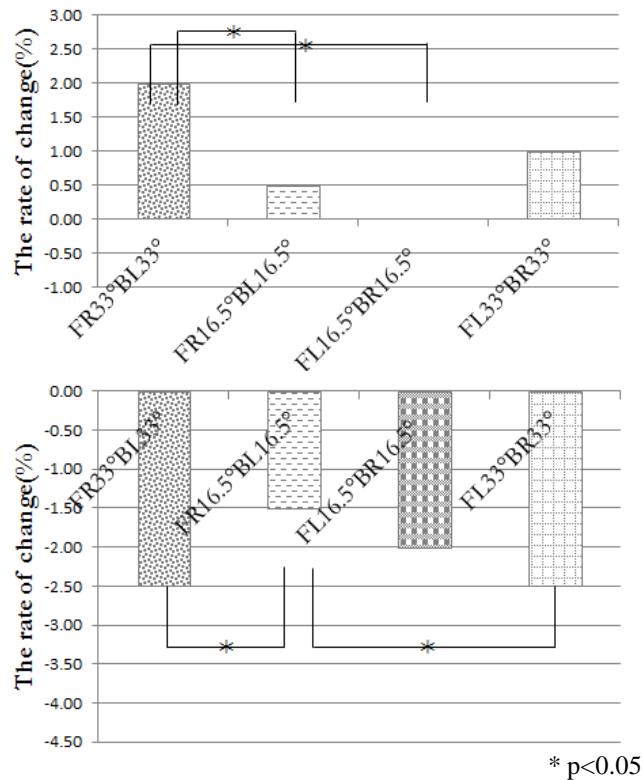 The rate of change(%)
3.00
2.50
2.00
1.50
1.00
0.50
0.00
-0.50
-1.00
*
*
FR33°BL33°
FR16.5°BL16.5°
FL16.5°BR16.5°
FL33°BR33°
The rate of change(%)
0.00
-0.50
-1.00
-1.50
-2.00
-2.50
-3.00
-3.50
-4.00
-4.50
FR33°BL33°
FR16.5°BL16.5°
FL16.5°BR16.5°
FL33°BR33°
*
*
* p<0.05